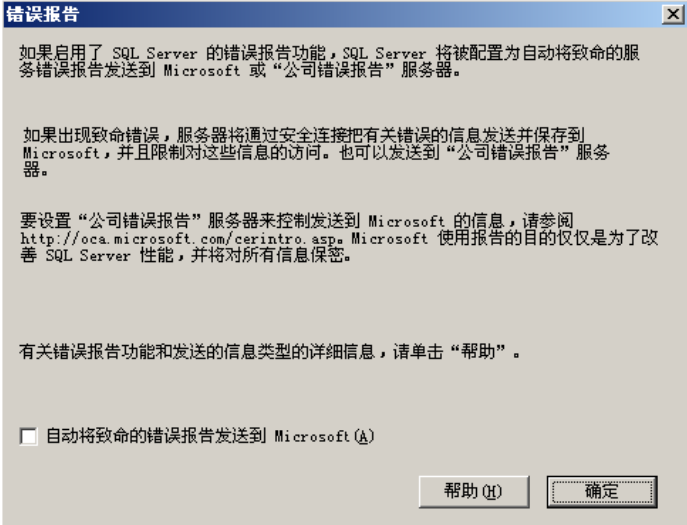 错误报告
如果启用了 SQL Server 的错误报告功能，SQL Server 将被配置为自动将致命的服
务错误报告发送到 Microsoft 或“公司错误报告”服务器。
如果出现致命错误，服务器将通过安全连接把有关错误的信息发送并保存到
Microsoft，并且限制对这些信息的访问。也可以发送到“公司错误报告”服务
器。
要设置“公司错误报告”服务器来控制发送到 Microsoft 的信息，请参阅
http://oca.microsoft.com/cerintro.asp。Microsoft 使用报告的目的仅仅是为了改
善 SQL Server 性能，并将对所有信息保密。
有关错误报告功能和发送的信息类型的详细信息，请单击“帮助”。
自动将致命的错误报告发送到 Microsoft(A)
帮助(H)
确定